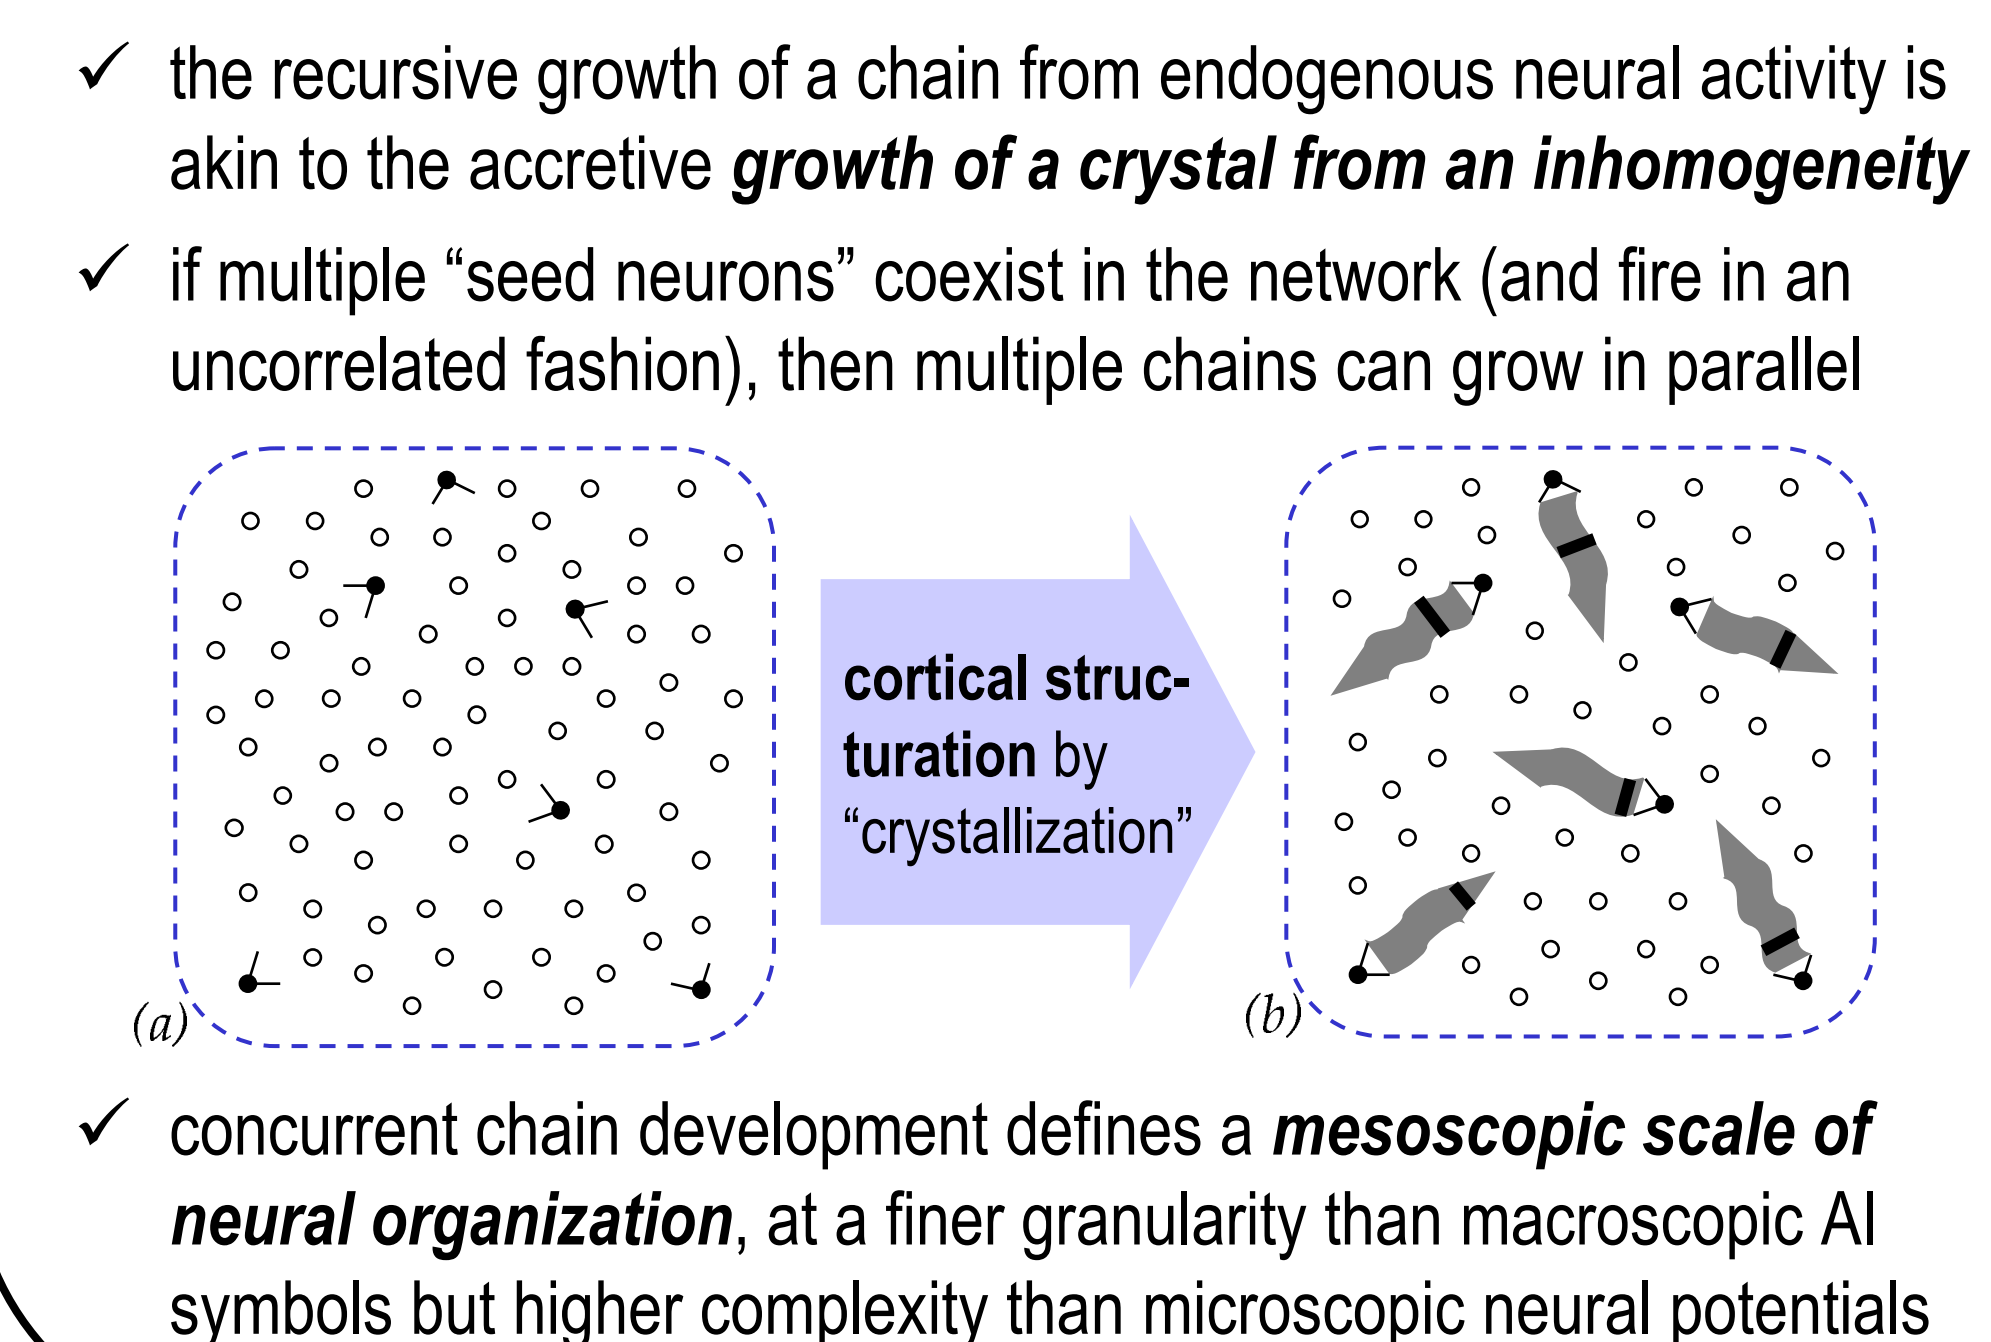 ✓ the recursive growth of a chain from endogenous neural activity is
akin to the accretive growth of a crystal from an inhomogeneity
✓ if multiple “seed neurons” coexist in the network (and fire in an
uncorrelated fashion), then multiple chains can grow in parallel
cortical struc-
turation by
“crystallization”
(a)
(b)
✓ concurrent chain development defines a mesoscopic scale of
neural organization, at a finer granularity than macroscopic AI
symbols but higher complexity than microscopic neural potentials